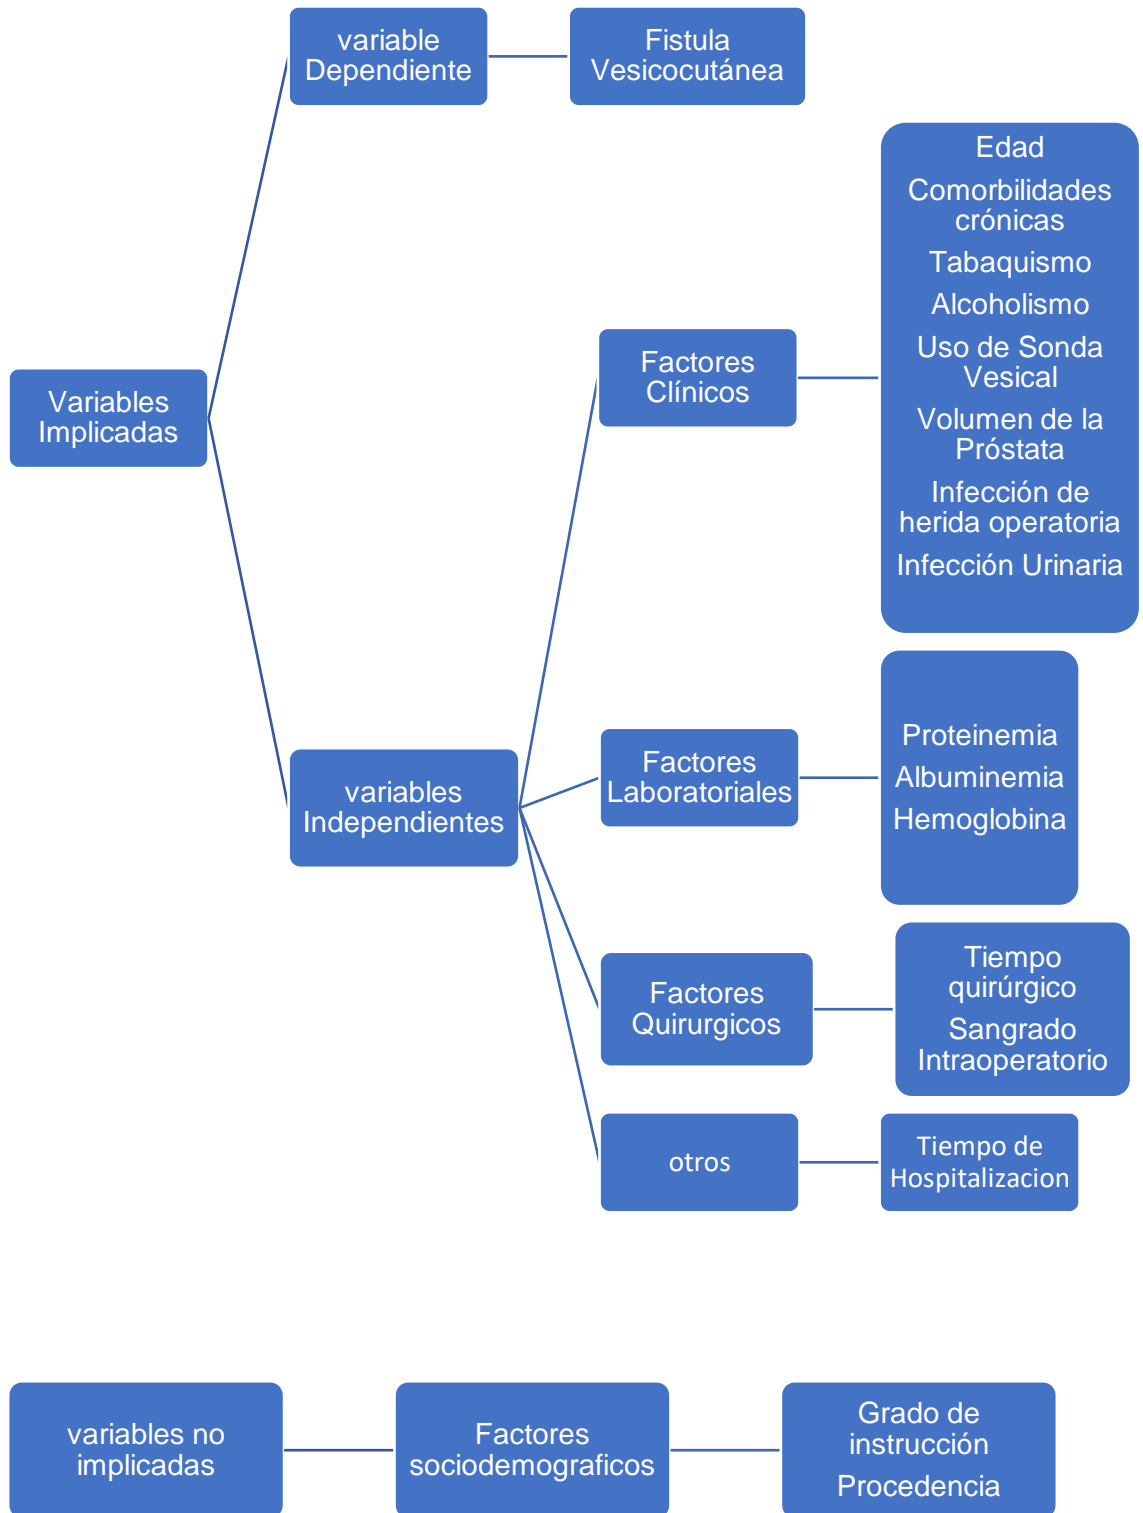 variable
Dependiente
Fistula
Vesicocutánea
Edad
Comorbilidades
crónicas
Tabaquismo
Alcoholismo
Uso de Sonda
Vesical
Volumen de la
Próstata
Infección de
herida operatoria
Infección Urinaria
Factores
Clínicos
Variables
Implicadas
variables
Independientes
Factores
Laboratoriales
Proteinemia
Albuminemia
Hemoglobina
Factores
Quirurgicos
Tiempo
quirúrgico
Sangrado
Intraoperatorio
otros
Tiempo de
Hospitalizacion
variables no
implicadas
Factores
sociodemograficos
Grado de
instrucción
Procedencia